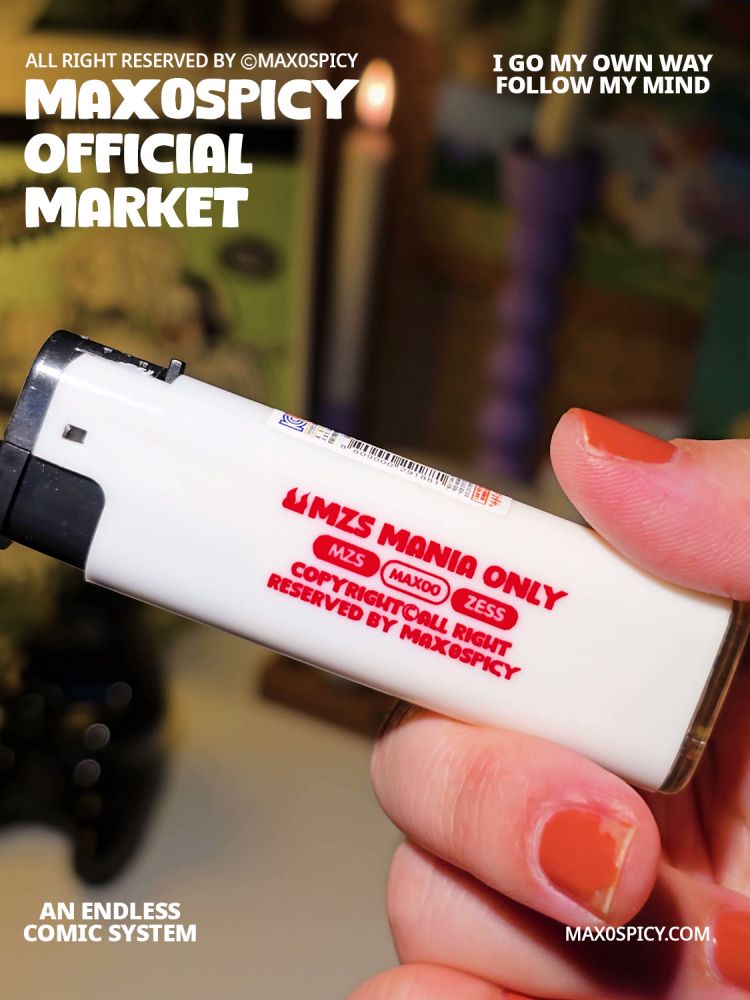 ALL RIGHT RESERVED BY ©MAX0SPICY
MAX0SPICY
OFFICIAL
MARKET
I GO MY OWN WAY
FOLLOW MY MIND
MZS MANIA ONLY
MZS MAX00 ZESS
COPYRIGHT©ALL RIGHT
RESERVED BY MAX0SPICY
AN ENDLESS
COMIC SYSTEM
MAX0SPICY.COM